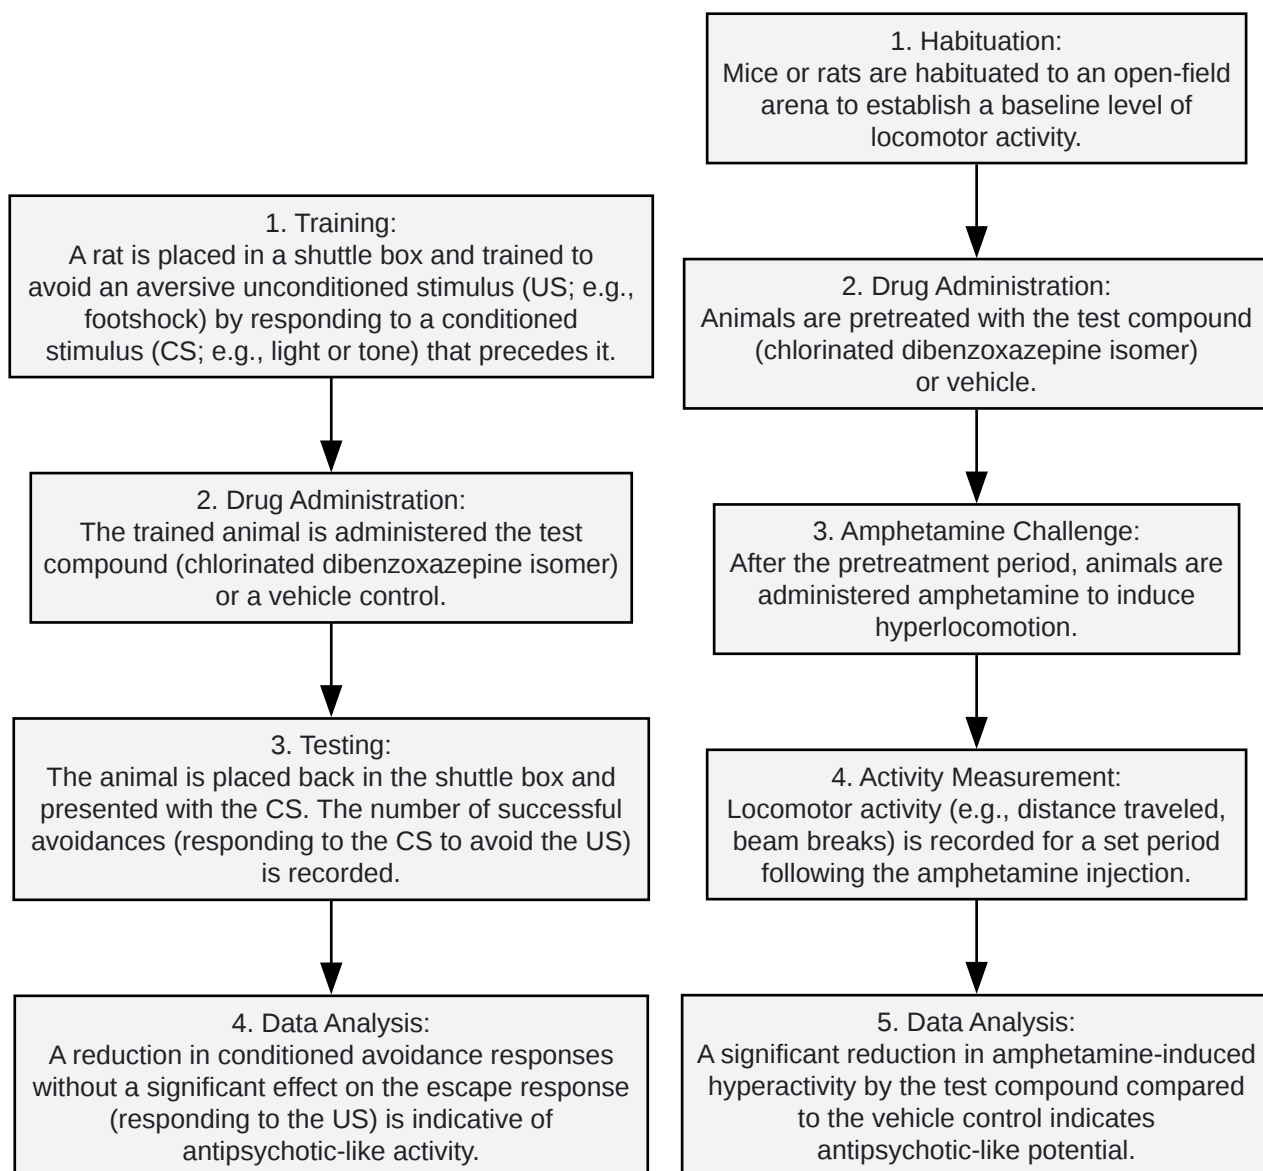 1. Training:
A rat is placed in a shuttle box and trained to
avoid an aversive unconditioned stimulus (US; e.g.,
footshock) by responding to a conditioned
stimulus (CS; e.g., light or tone) that precedes it.
2. Drug Administration:
The trained animal is administered the test
compound (chlorinated dibenzoxazepine isomer)
or a vehicle control.
3. Testing:
The animal is placed back in the shuttle box and
presented with the CS. The number of successful
avoidances (responding to the CS to avoid the US)
is recorded.
4. Data Analysis:
A reduction in conditioned avoidance responses
without a significant effect on the escape response
(responding to the US) is indicative of
antipsychotic-like activity.
1. Habituation:
Mice or rats are habituated to an open-field
arena to establish a baseline level of
locomotor activity.
2. Drug Administration:
Animals are pretreated with the test compound
(chlorinated dibenzoxazepine isomer)
or vehicle.
3. Amphetamine Challenge:
After the pretreatment period, animals are
administered amphetamine to induce
hyperlocomotion.
4. Activity Measurement:
Locomotor activity (e.g., distance traveled,
beam breaks) is recorded for a set period
following the amphetamine injection.
5. Data Analysis:
A significant reduction in amphetamine-induced
hyperactivity by the test compound compared
to the vehicle control indicates
antipsychotic-like potential.